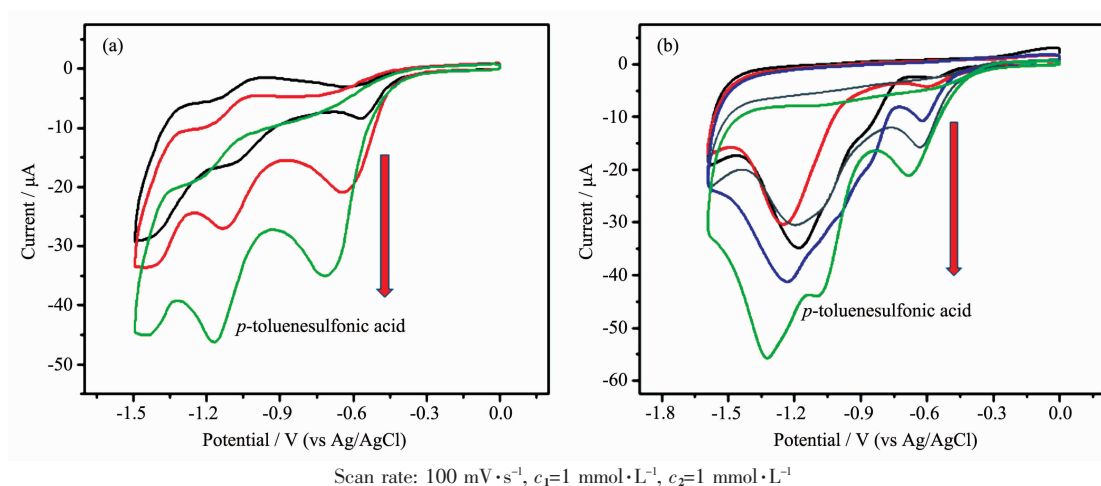 (a)
0
-10
-20
-30
-40
-50
Current / μA
p-toluenesulfonic acid
-1.5 -1.2 -0.9 -0.6 -0.3 0.0
Potential / V (vs Ag/AgCl)
(b)
0
-10
-20
-30
-40
-50
-60
Current / μA
p-toluenesulfonic acid
-1.8 -1.5 -1.2 -0.9 -0.6 -0.3 0.0
Potential / V (vs Ag/AgCl)
Scan rate: 100 mV·s⁻¹, c₁=1 mmol·L⁻¹, c₂=1 mmol·L⁻¹